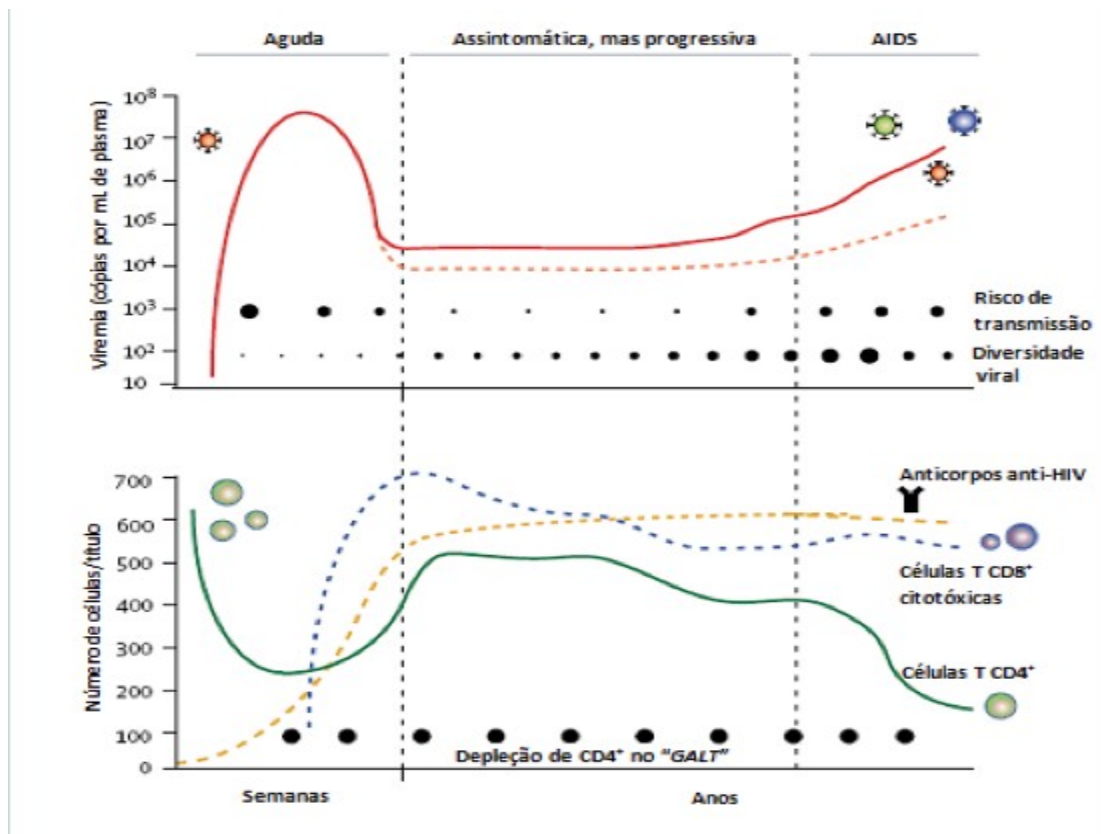 Aguda
Assintomática, mas progressiva
AIDS
Viremia (cópias por mL de plasma)
10⁸
10⁷
10⁶
10⁵
10⁴
10³
10²
10
Risco de
transmissão
Diversidade
viral
Número de células/título
700
600
500
400
300
200
100
0
Anticorpos anti-HIV
Células T CD8⁺
citotóxicas
Células T CD4⁺
Depleção de CD4⁺ no “GALT”
Semanas
Anos